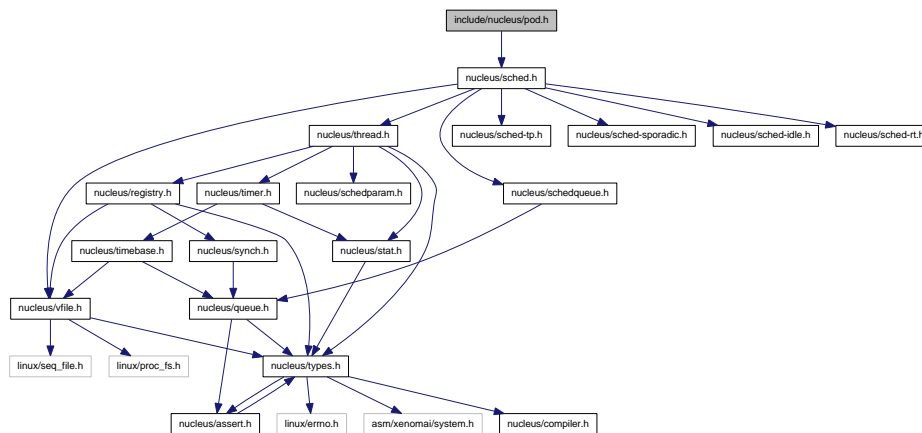 include/nucleus/pod.h
nucleus/sched.h
nucleus/thread.h
nucleus/sched-tp.h
nucleus/sched-sporadic.h
nucleus/sched-idle.h
nucleus/sched-rt.h
nucleus/registry.h
nucleus/timer.h
nucleus/schedparam.h
nucleus/schedqueue.h
nucleus/timebase.h
nucleus/synch.h
nucleus/stat.h
nucleus/vfile.h
nucleus/queue.h
linux/seq_file.h
linux/proc_fs.h
nucleus/types.h
nucleus/assert.h
linux/errno.h
asm/xenomai/system.h
nucleus/compiler.h